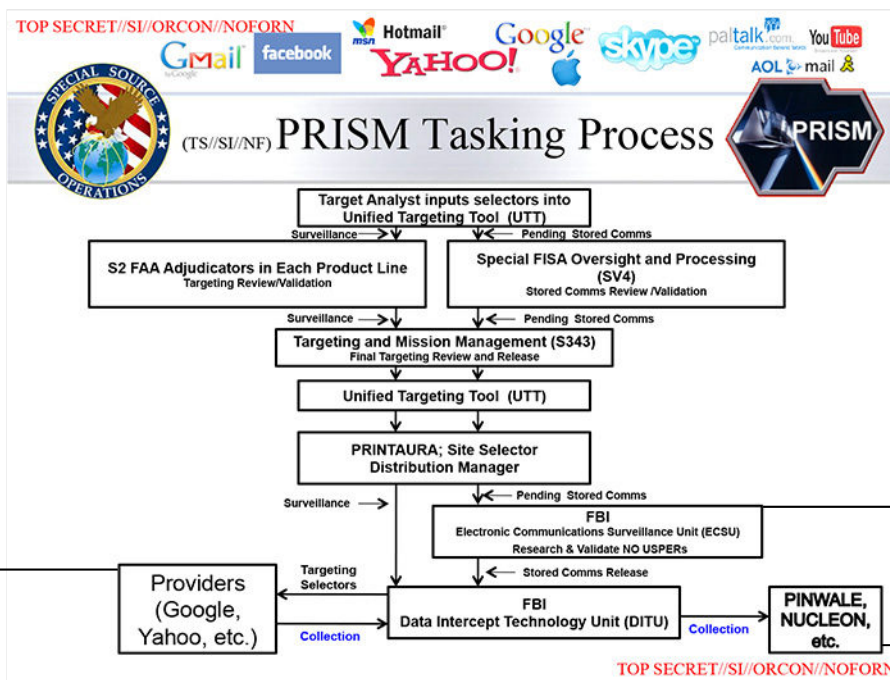 TOP SECRET//SI//ORCON//NOFORN
Gmail
by Google
facebook
msn Hotmail
YAHOO!
Google
skype
paltalk.com
Communication Beyond Words
YouTube
AOL mail
SPECIAL SOURCE
OPERATIONS
(TS//SI//NF) PRISM Tasking Process
PRISM
Target Analyst inputs selectors into
Unified Targeting Tool (UTT)
Surveillance
Pending Stored Comms
S2 FAA Adjudicators in Each Product Line
Targeting Review/Validation
Special FISA Oversight and Processing
(SV4)
Stored Comms Review /Validation
Surveillance
Pending Stored Comms
Targeting and Mission Management (S343)
Final Targeting Review and Release
Unified Targeting Tool (UTT)
PRINTAURA; Site Selector
Distribution Manager
Surveillance
Pending Stored Comms
FBI
Electronic Communications Surveillance Unit (ECSU)
Research & Validate NO USPERs
Stored Comms Release
Providers
(Google,
Yahoo, etc.)
Targeting
Selectors
Collection
FBI
Data Intercept Technology Unit (DITU)
Collection
PINWALE,
NUCLEON,
etc.
TOP SECRET//SI//ORCON//NOFORN